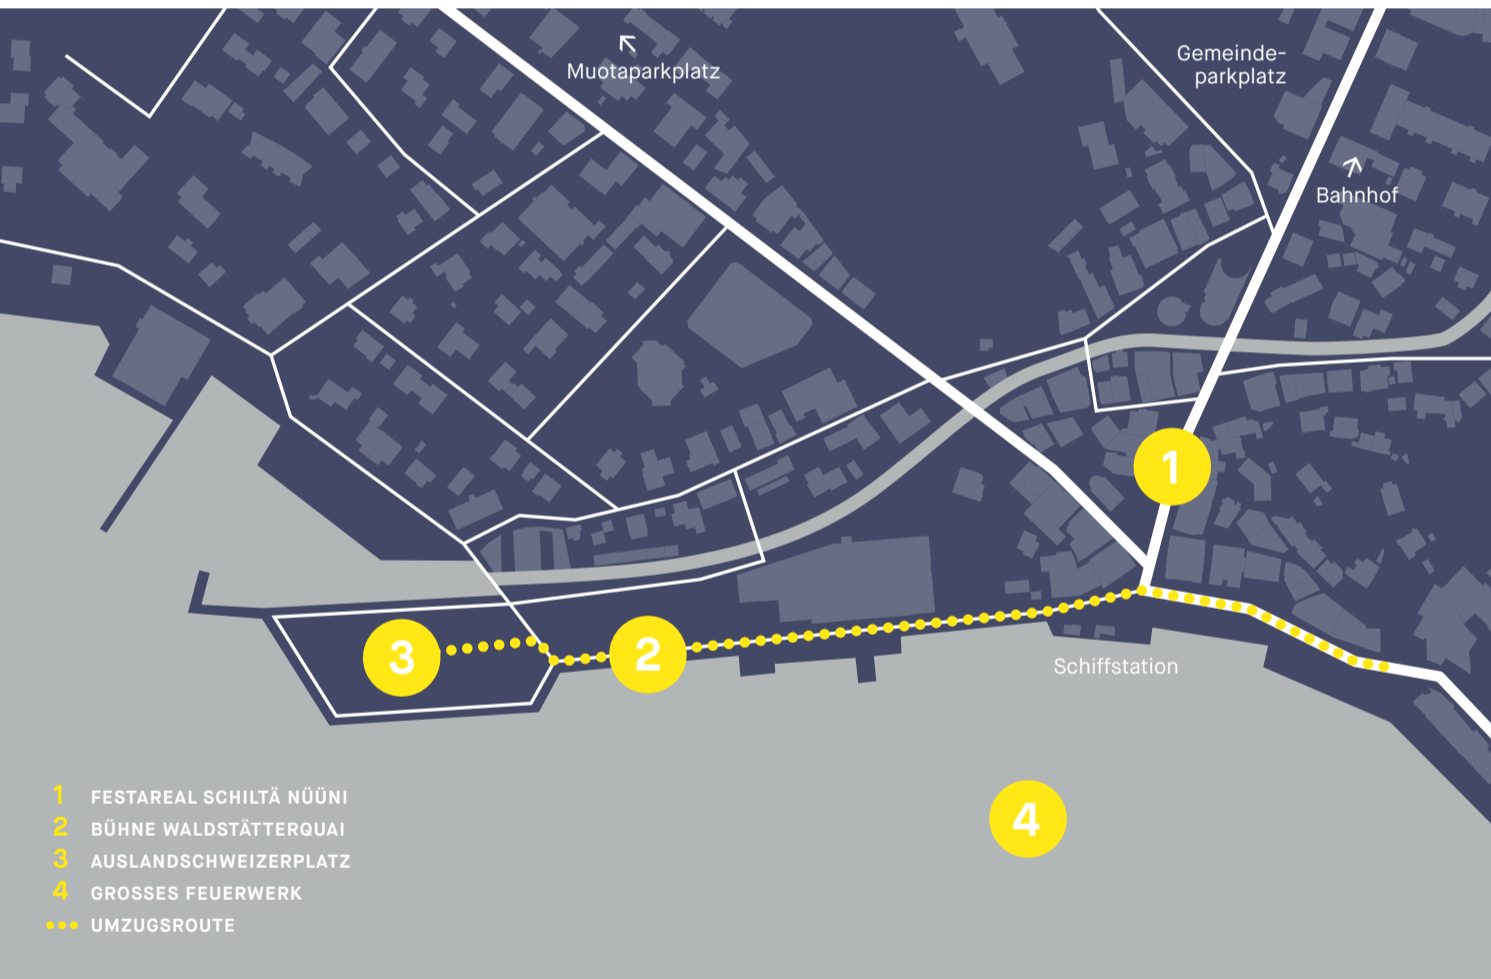 Muotaparkplatz
Gemeinde-
parkplatz
Bahnhof
1
3
2
Schiffstation
4
1 FESTAREAL SCHILTÄ NÜÜNI
2 BÜHNE WALDSTÄTTERQUAI
3 AUSLANDSCHWEIZERPLATZ
4 GROSSES FEUERWERK
UMZUGSROUTE